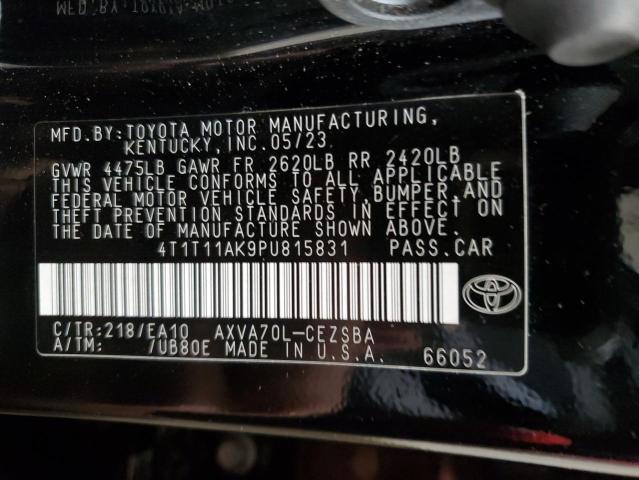 MFD.BY:TOYOTA MOTOR MANUFACTURING,
KENTUCKY,INC.05/23
GVWR 4475LB GAWR FR 2620LB RR 2420LB
THIS VEHICLE CONFORMS TO ALL APPLICABLE
FEDERAL MOTOR VEHICLE SAFETY,BUMPER,AND
THEFT PREVENTION STANDARDS IN EFFECT ON
THE DATE OF MANUFACTURE SHOWN ABOVE.
4T1T11AK9PU815831 PASS.CAR
C/TR:218/EA10 AXVA70L-CEZSBA
A/TM: /UB80E MADE IN U.S.A.
66052